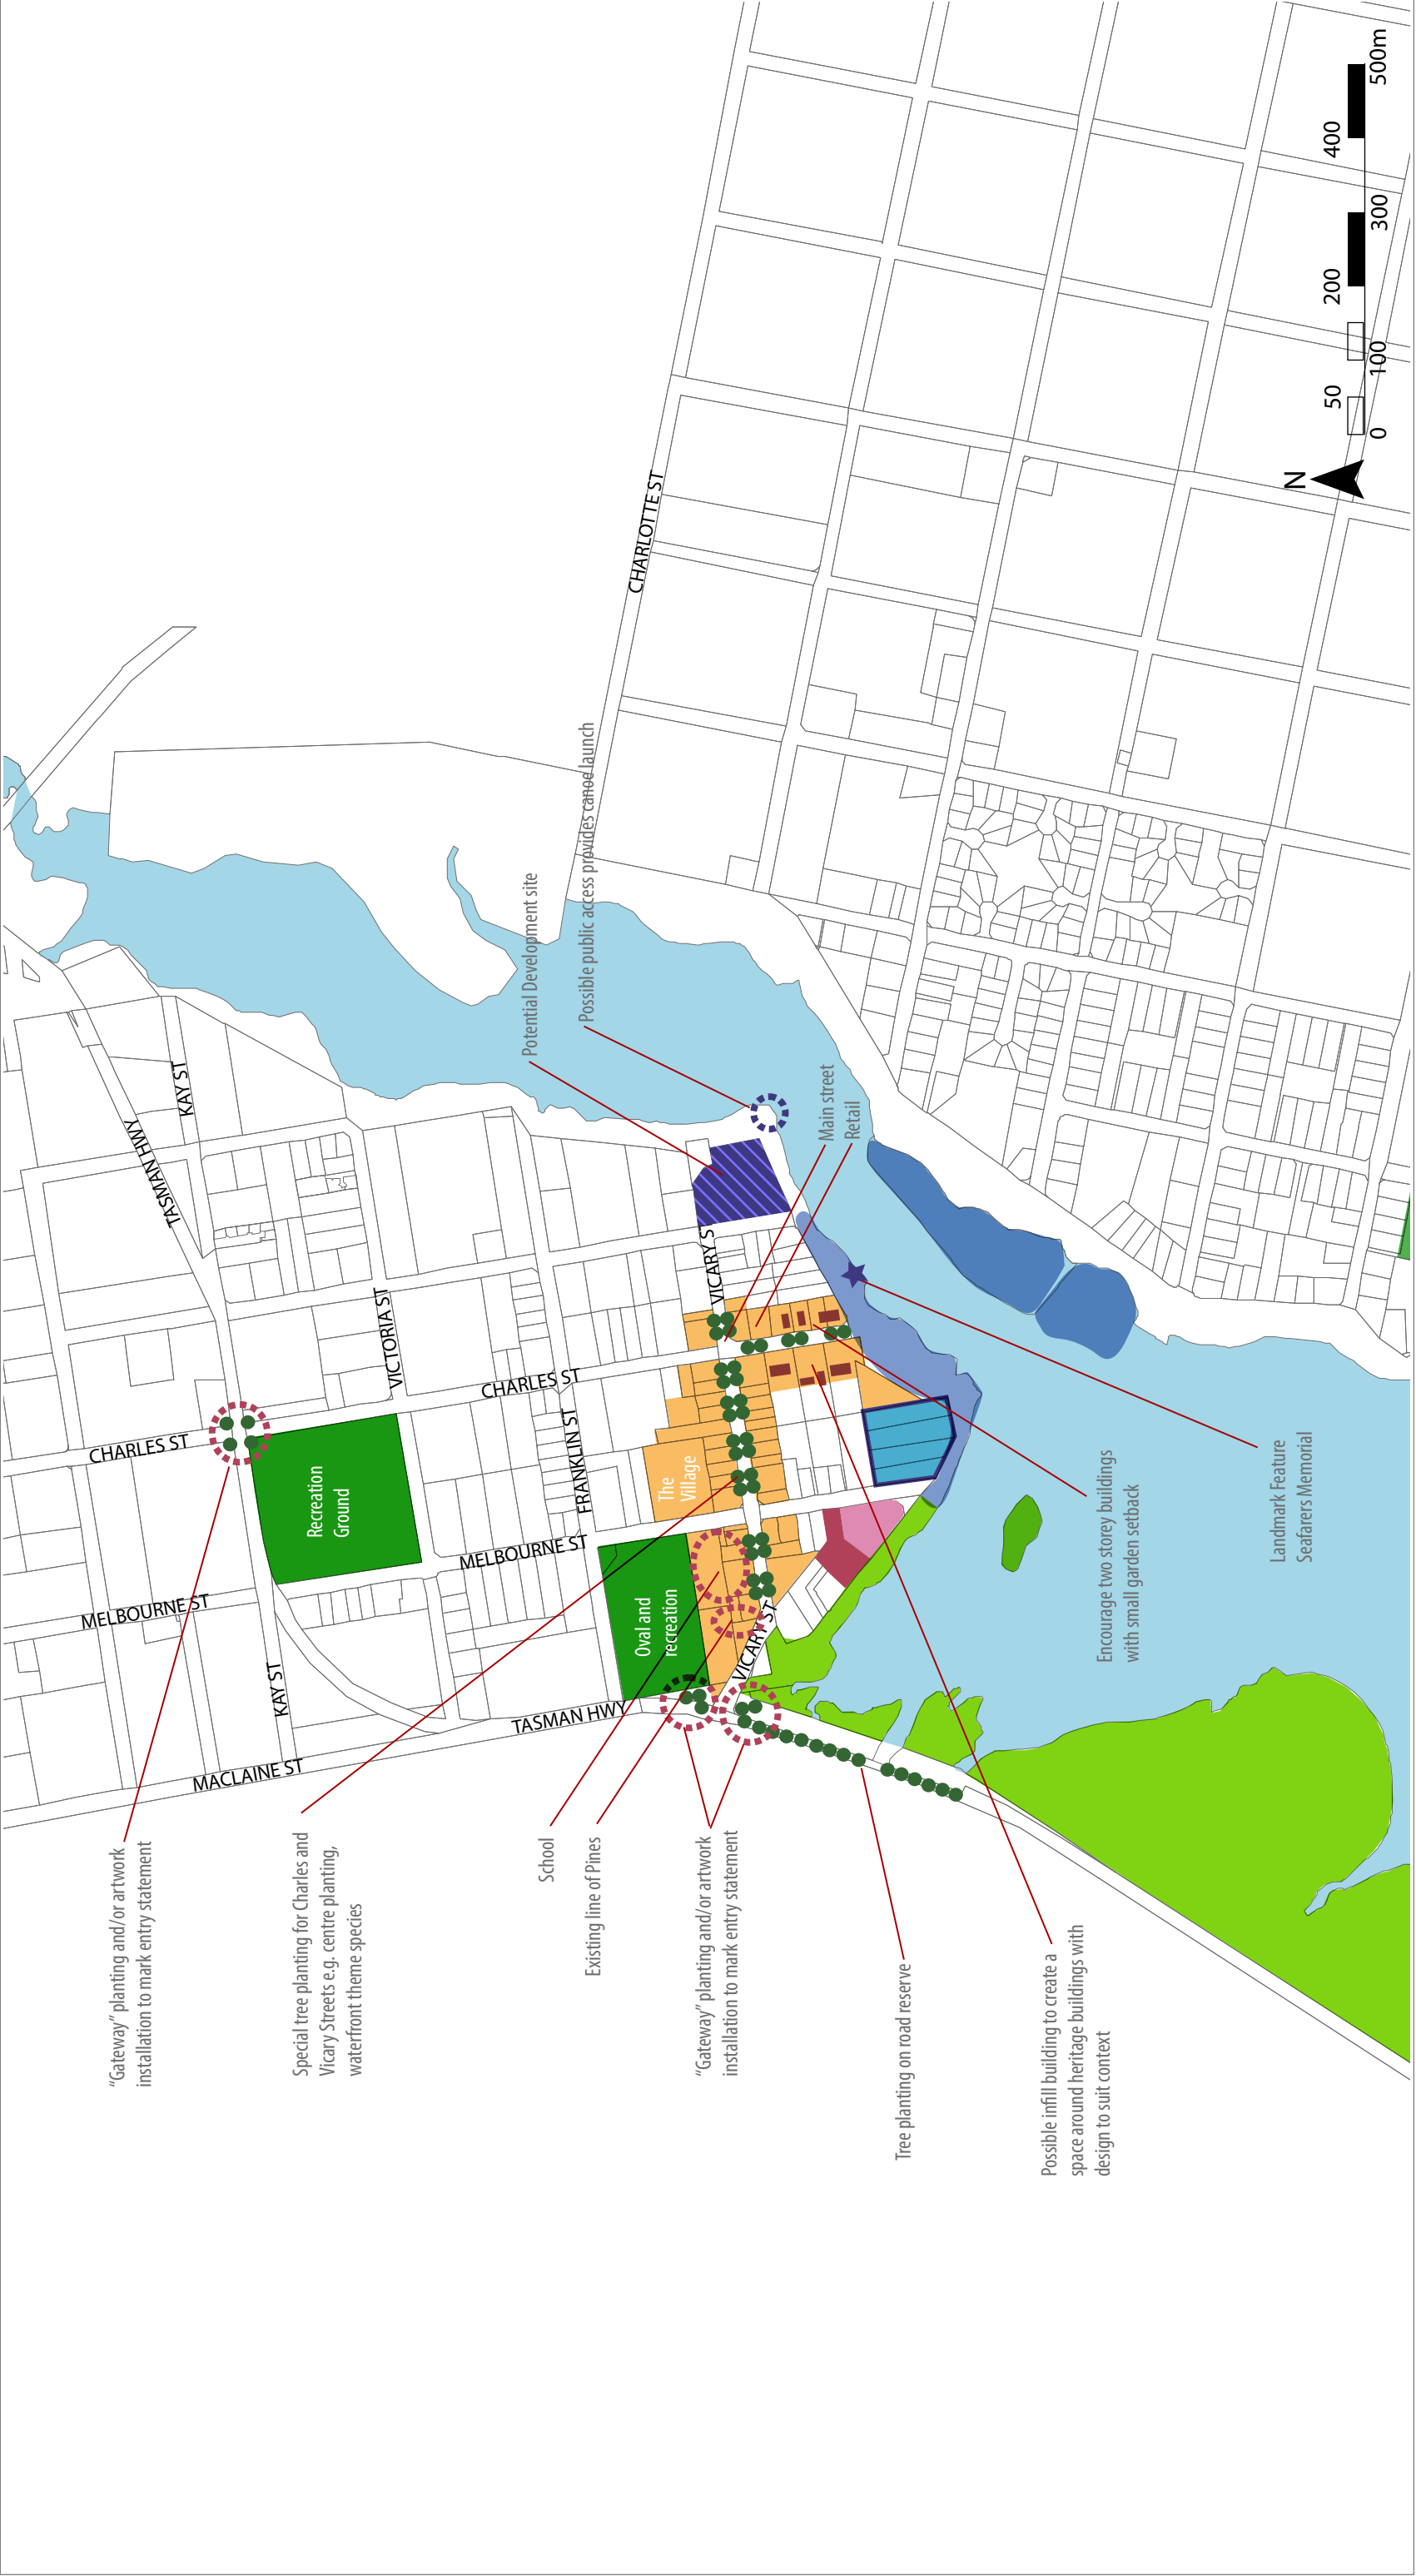 "Gateway" planting and/or artwork
installation to mark entry statement
Special tree planting for Charles and
Vicary Streets e.g. centre planting,
waterfront theme species
School
Existing line of Pines
"Gateway" planting and/or artwork
installation to mark entry statement
Tree planting on road reserve
Possible infill building to create a
space around heritage buildings with
design to suit context
MELBOURNE ST
CHARLES ST
KAY ST
MACLAINE ST
TASMAN HWY
KAY ST
Recreation
Ground
VICTORIA ST
MELBOURNE ST
CHARLES ST
FRANKLIN ST
TASMAN HWY
Oval and
recreation
The
Village
VICARY ST
VICARY ST
Potential Development site
Possible public access provides canoe launch
CHARLOTTE ST
Main street
Retail
Encourage two storey buildings
with small garden setback
Landmark Feature
Seafarers Memorial
N
0
50
100
200
300
400
500m